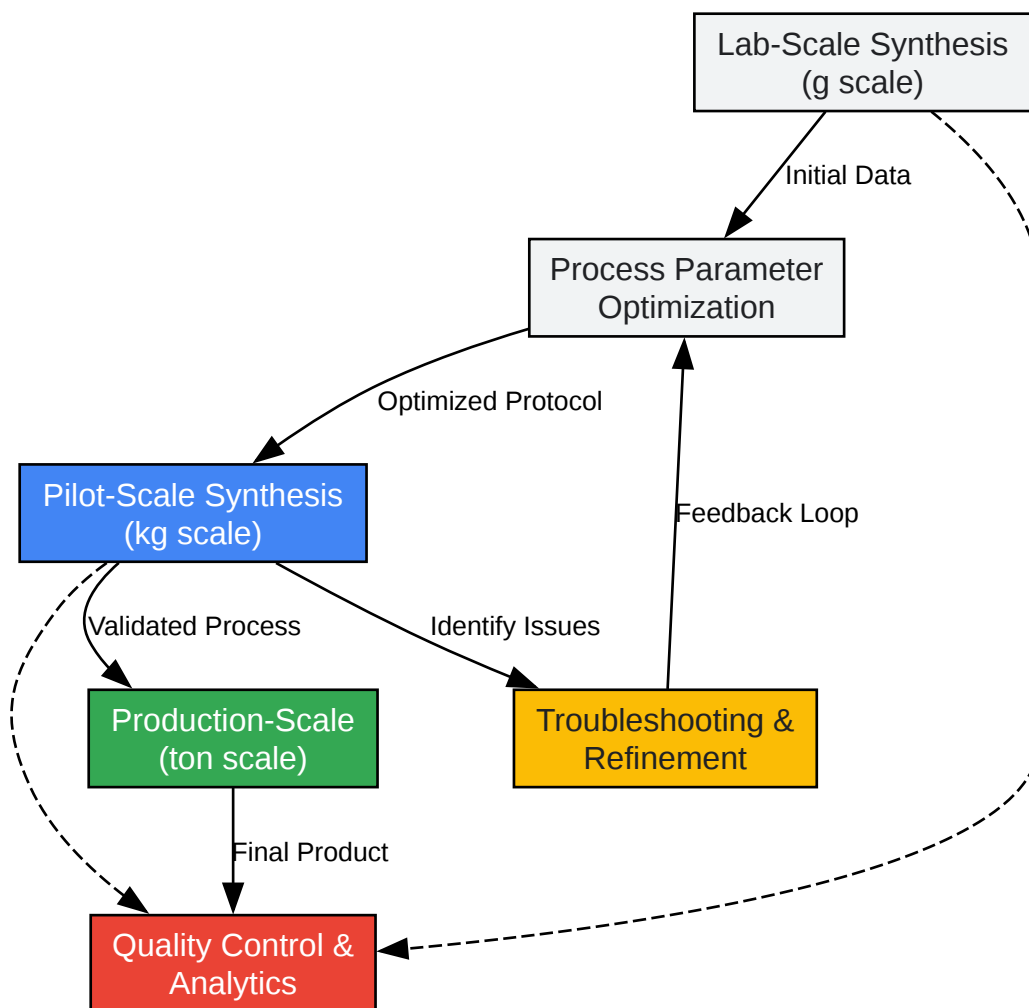 Lab-Scale Synthesis
(g scale)
Initial Data
Process Parameter
Optimization
Optimized Protocol
Pilot-Scale Synthesis
(kg scale)
Feedback Loop
Validated Process
Identify Issues
Production-Scale
(ton scale)
Troubleshooting &
Refinement
Final Product
Quality Control &
Analytics